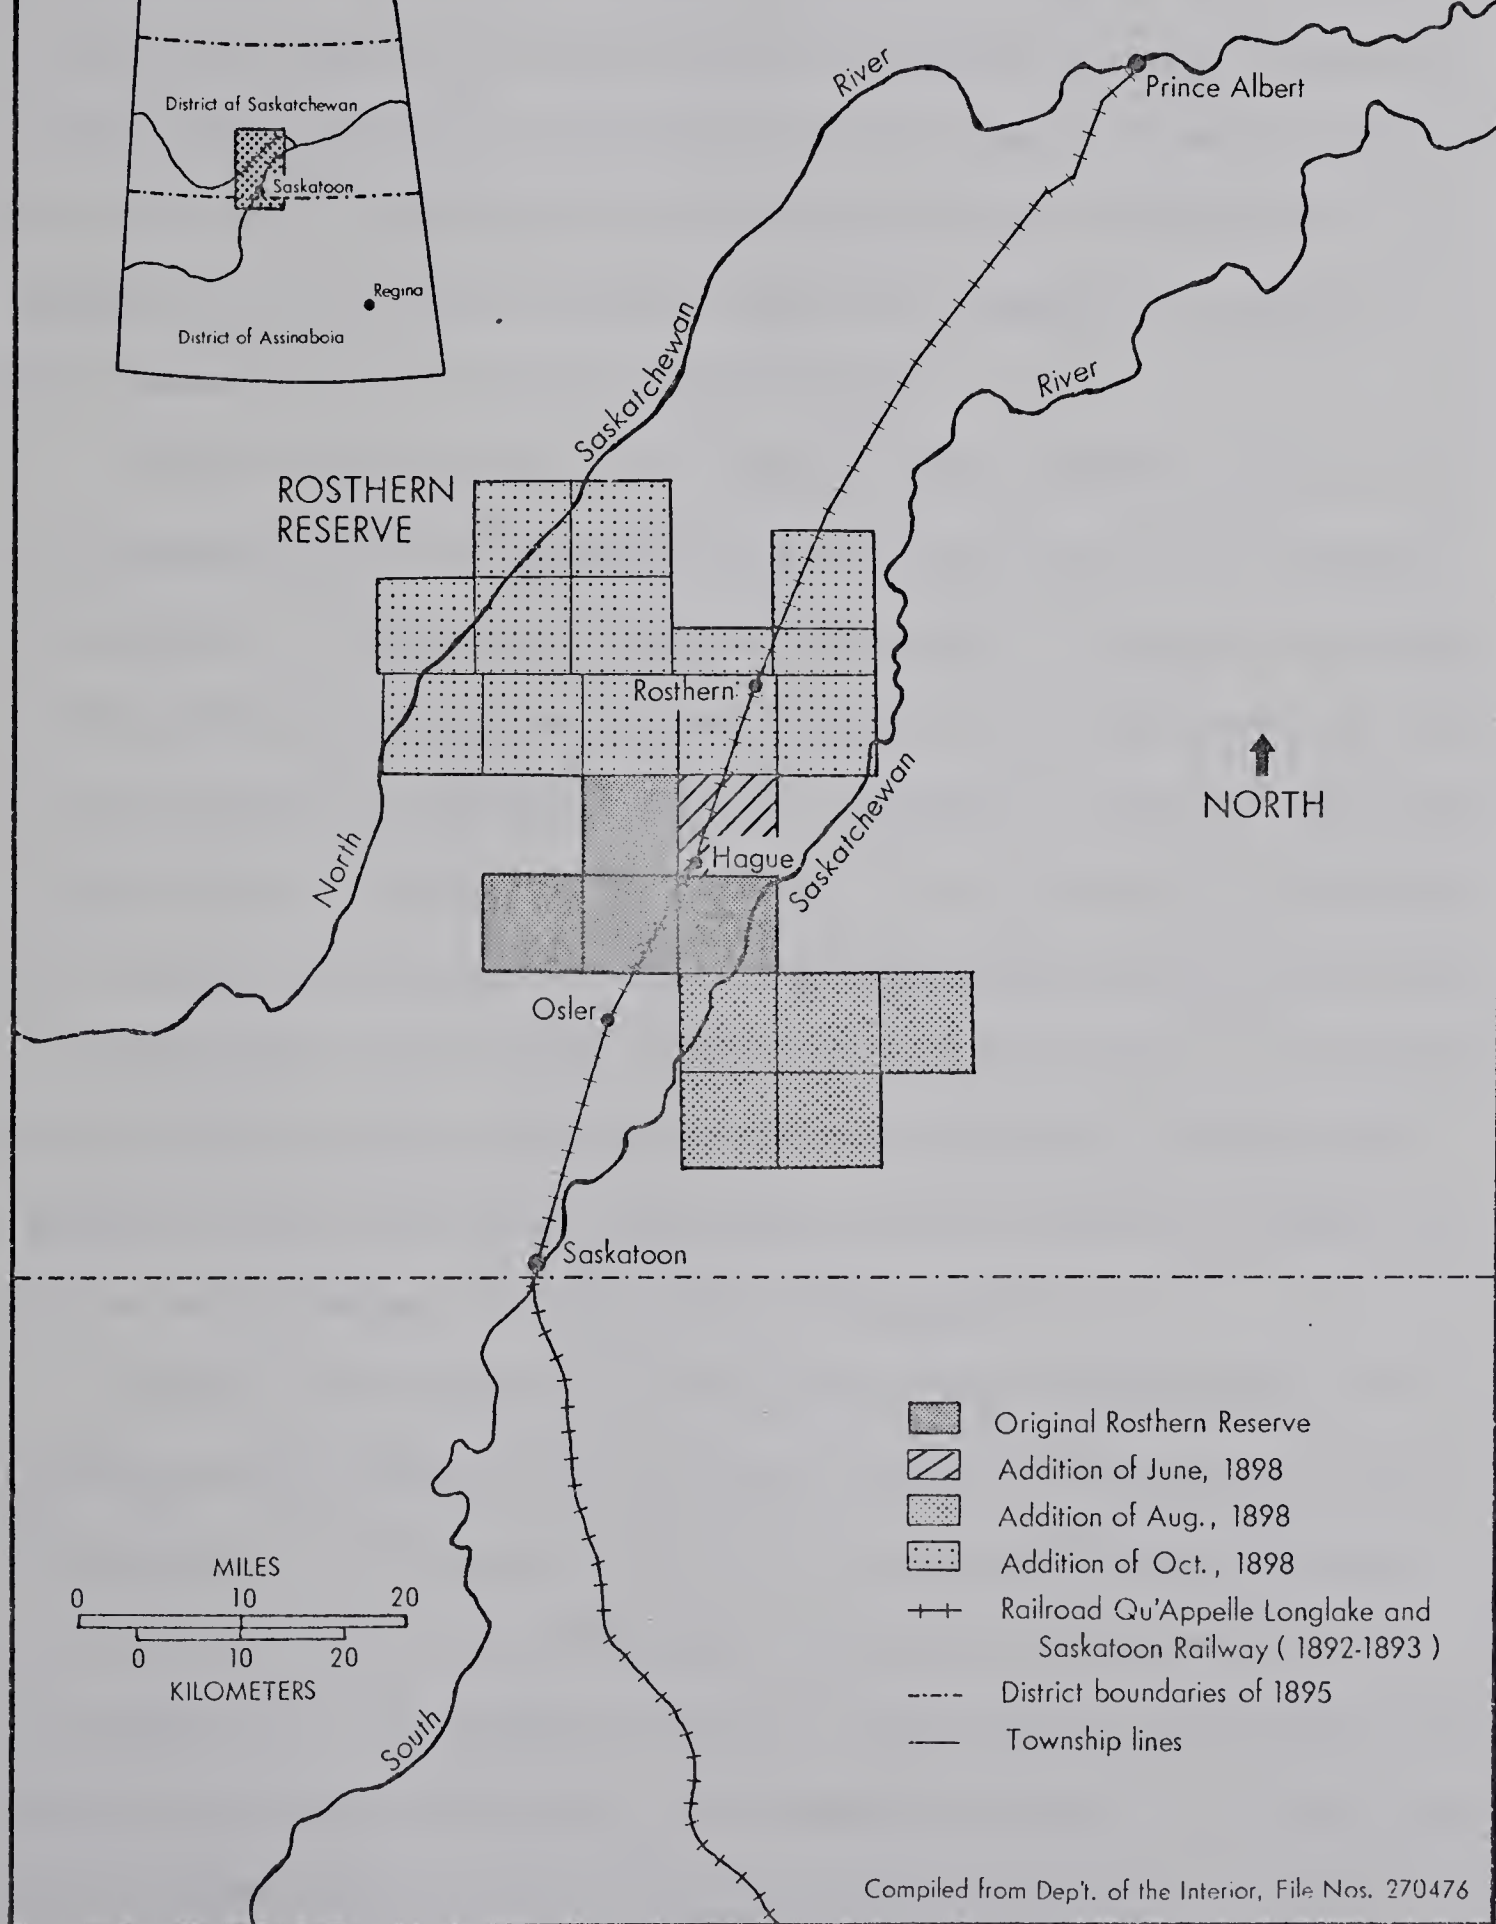 District of Saskatchewan
Saskatoon
Regina
District of Assinaboia
River
Prince Albert
Saskatchewan
River
ROSTHERN
RESERVE
Rosthern
NORTH
North
Hague
Saskatchewan
Osler
Saskatoon
Original Rosthern Reserve
Addition of June, 1898
Addition of Aug., 1898
Addition of Oct., 1898
Railroad Qu'Appelle Longlake and
Saskatoon Railway ( 1892-1893 )
District boundaries of 1895
Township lines
MILES
0 10 20
0 10 20
KILOMETERS
South
Compiled from Dep't. of the Interior, File Nos. 270476